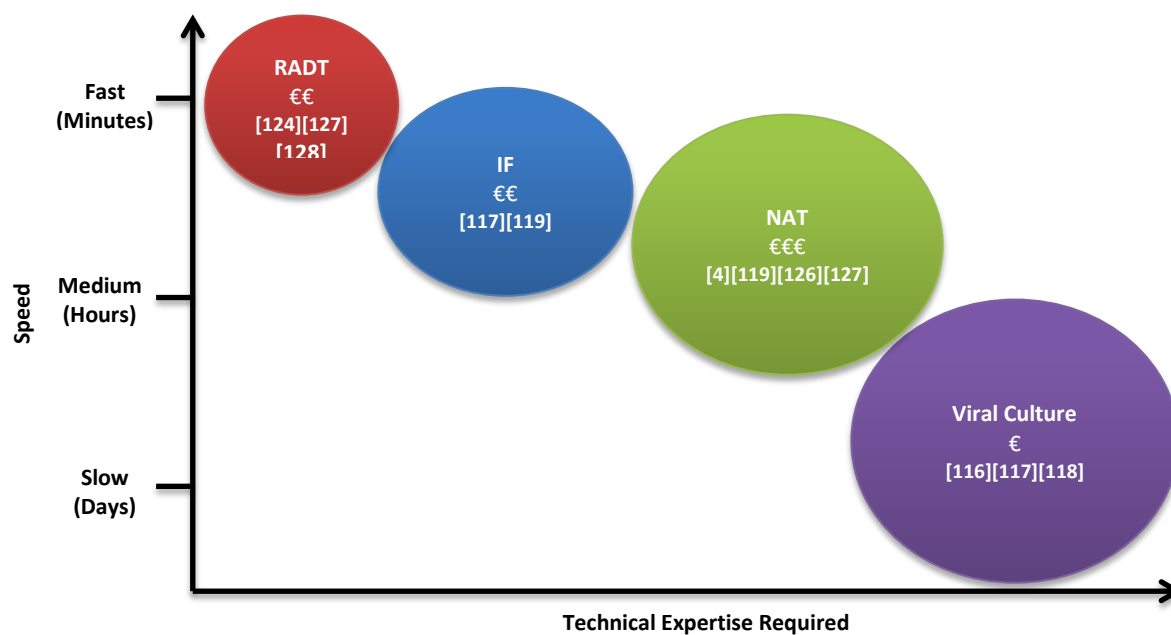 RADT
€€
[124][127]
[128]
IF
€€
[117][119]
NAT
€€€
[4][119][126][127]
Viral Culture
€
[116][117][118]
Fast
(Minutes)
Medium
(Hours)
Slow
(Days)
Speed
Technical Expertise Required